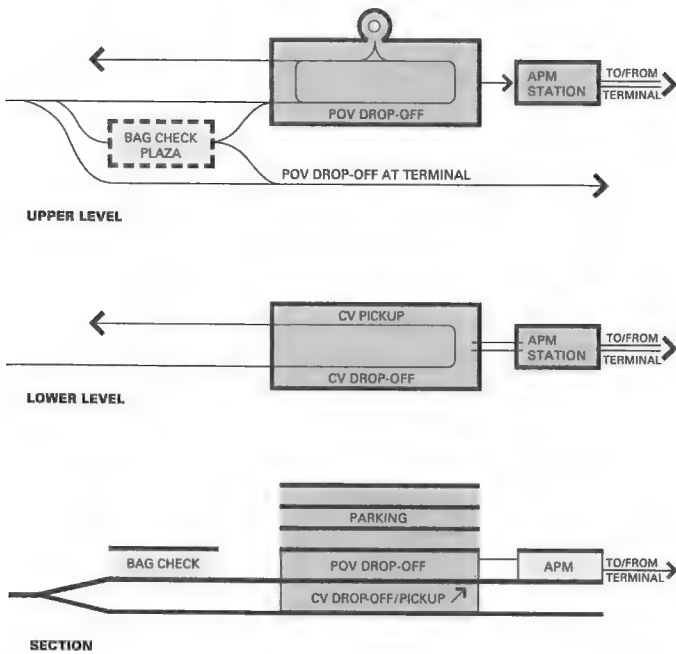 APM
STATION
TO/FROM
TERMINAL
POV DROP-OFF
BAG CHECK
PLAZA
POV DROP-OFF AT TERMINAL
UPPER LEVEL
CV PICKUP
APM
STATION
TO/FROM
TERMINAL
CV DROP-OFF
LOWER LEVEL
PARKING
BAG CHECK
POV DROP-OFF
APM
TO/FROM
TERMINAL
CV DROP-OFF/PICKUP
SECTION